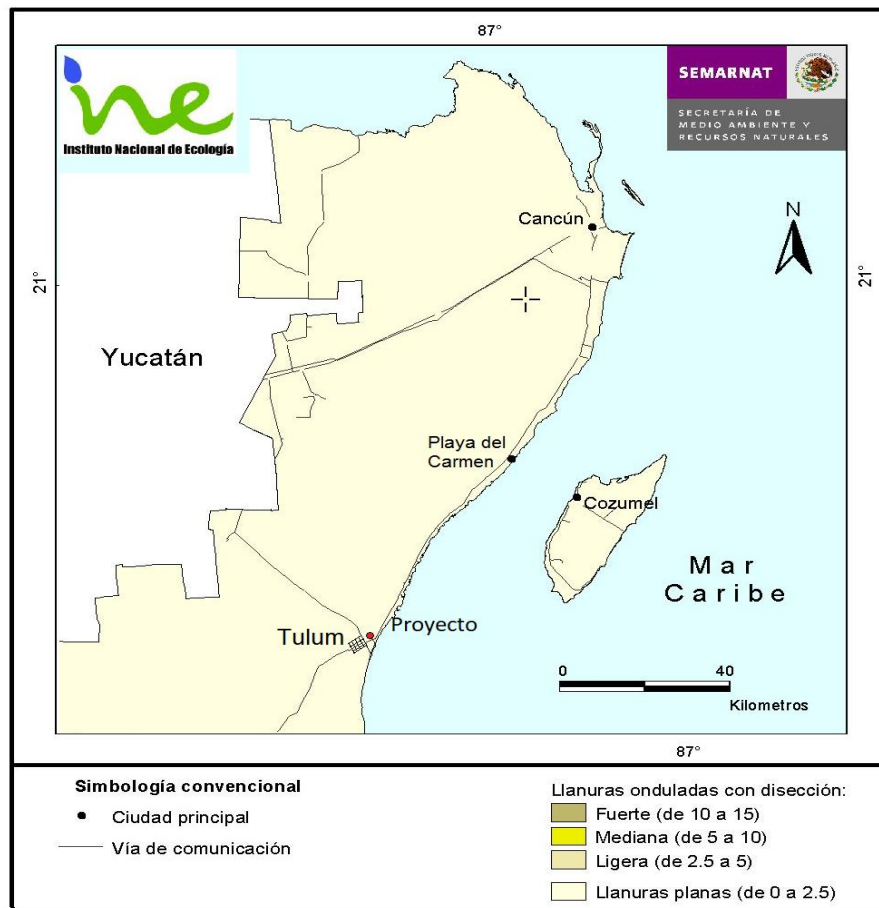 87°
ine
Instituto Nacional de Ecología
SEMARNAT
SECRETARÍA DE
MEDIO AMBIENTE Y
RECURSOS NATURALES
Cancún
N
21°
21°
Yucatán
Playa del
Carmen
Cozumel
Mar
Caribe
Tulum
Proyecto
0 40
Kilometros
87°
Simbología convencional
Ciudad principal
Vía de comunicación
Llanuras onduladas con disección:
Fuerte (de 10 a 15)
Mediana (de 5 a 10)
Ligera (de 2.5 a 5)
Llanuras planas (de 0 a 2.5)